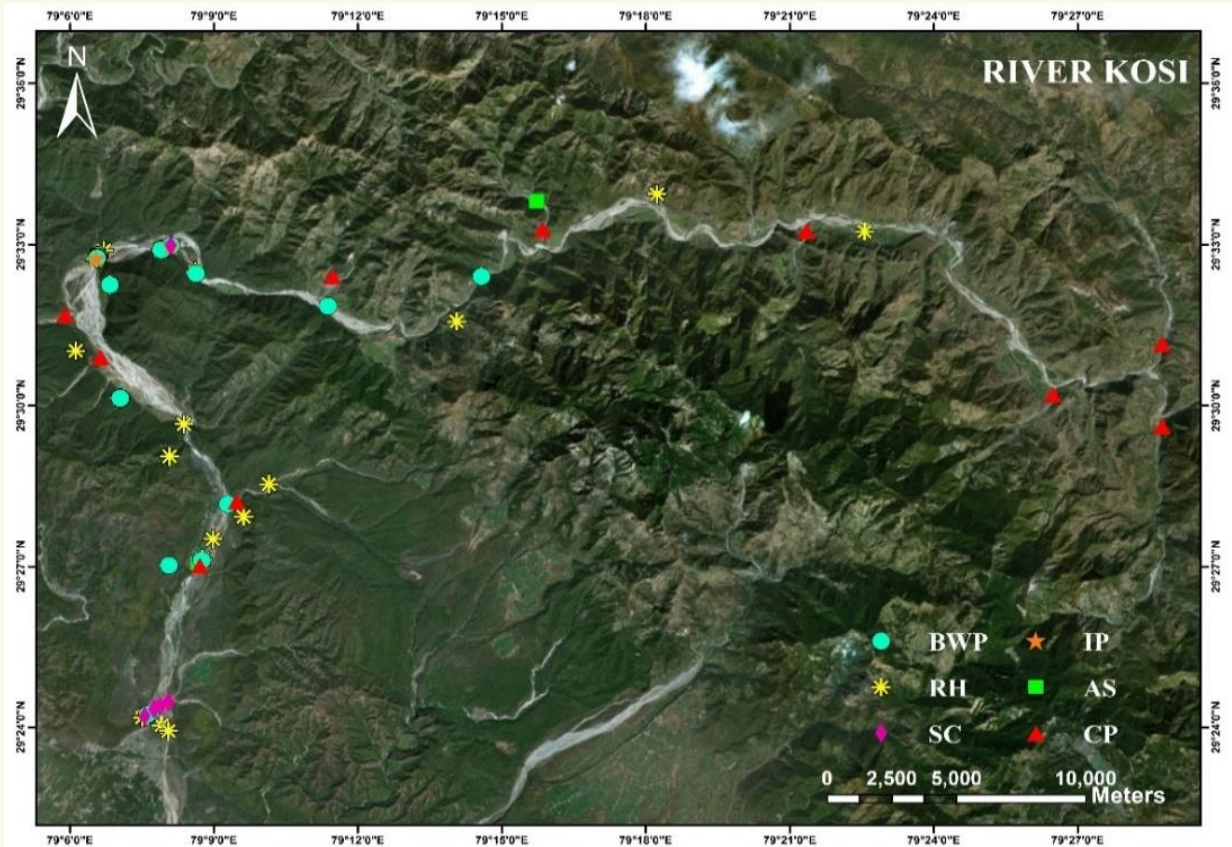 79°6'0"E 79°9'0"E 79°12'0"E 79°15'0"E 79°18'0"E 79°21'0"E 79°24'0"E 79°27'0"E
N
RIVER KOSI
29°36'0"N 29°36'0"N
29°33'0"N 29°33'0"N
29°30'0"N 29°30'0"N
29°27'0"N 29°27'0"N
29°24'0"N 29°24'0"N
BWP IP
RH AS
SC CP
0 2,500 5,000 10,000
Meters
79°6'0"E 79°9'0"E 79°12'0"E 79°15'0"E 79°18'0"E 79°21'0"E 79°24'0"E 79°27'0"E